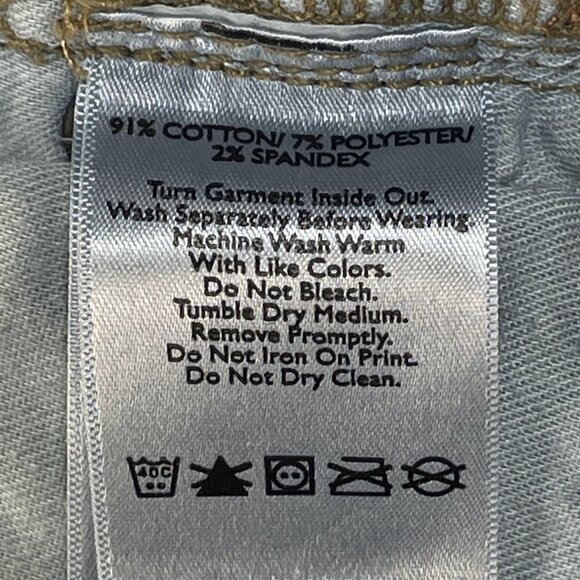 91% COTTON/ 7% POLYESTER/
2% SPANDEX
Turn Garment Inside Out.
Wash Separately Before Wearing
Machine Wash Warm
With Like Colors.
Do Not Bleach.
Tumble Dry Medium.
Remove Promptly.
Do Not Iron On Print.
Do Not Dry Clean.
40C